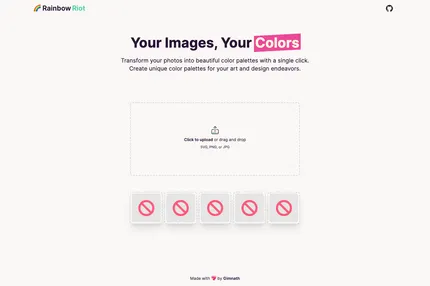 🌈 Rainbow Riot
Your Images, Your Colors
Transform your photos into beautiful color palettes with a single click.
Create unique color palettes for your art and design endeavors.
Click to upload or drag and drop
SVG, PNG, or JPG
Made with 💖 by Gimnath